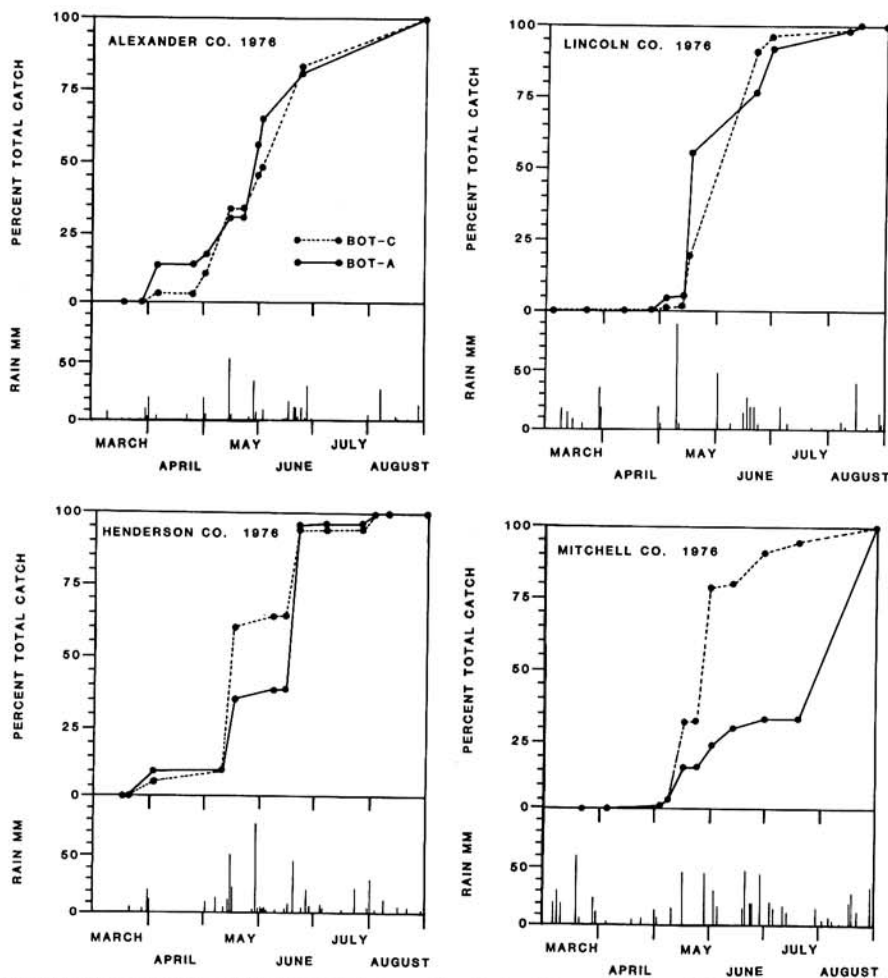 ALEXANDER CO. 1976
PERCENT TOTAL CATCH
100
75
50
25
0
BOT-C
BOT-A
RAIN MM
50
0
MARCH
MAY
JULY
APRIL
JUNE
AUGUST
LINCOLN CO. 1976
PERCENT TOTAL CATCH
100
75
50
25
0
RAIN MM
50
0
MARCH
MAY
JULY
APRIL
JUNE
AUGUST
HENDERSON CO. 1976
PERCENT TOTAL CATCH
100
75
50
25
0
RAIN MM
50
0
MARCH
MAY
JULY
APRIL
JUNE
AUGUST
MITCHELL CO. 1976
PERCENT TOTAL CATCH
100
75
50
25
0
RAIN MM
50
0
MARCH
MAY
JULY
APRIL
JUNE
AUGUST